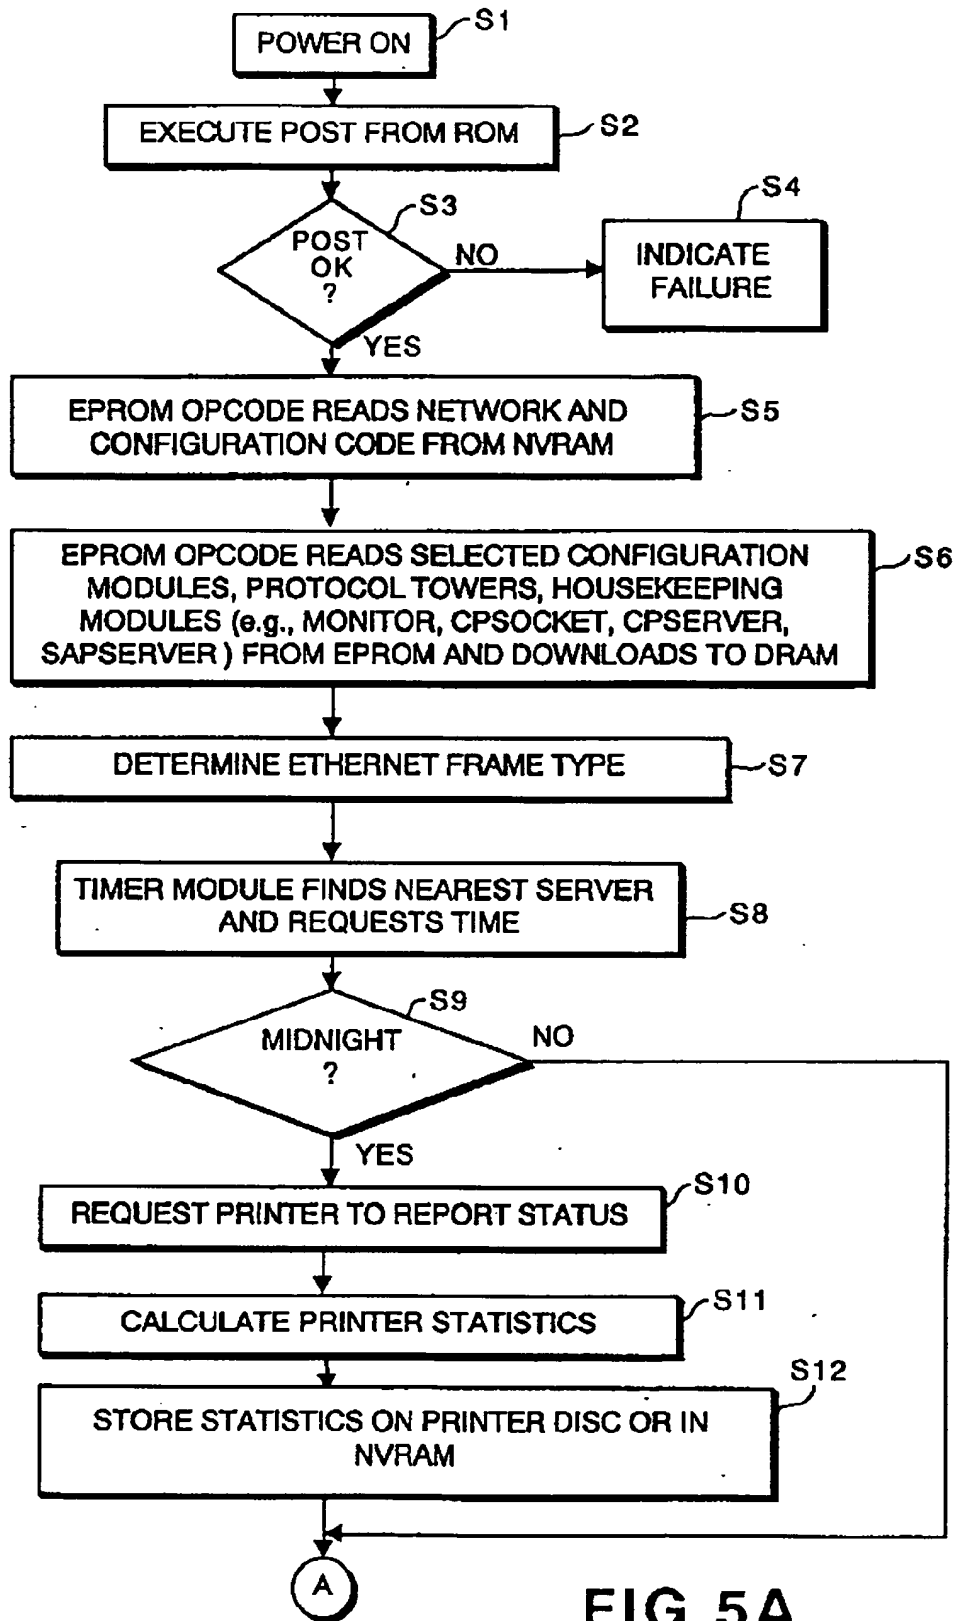 S1
POWER ON
EXECUTE POST FROM ROM
S2
S3
POST
OK
?
NO
S4
INDICATE
FAILURE
YES
EPROM OPCODE READS NETWORK AND
CONFIGURATION CODE FROM NVRAM
S5
EPROM OPCODE READS SELECTED CONFIGURATION
MODULES, PROTOCOL TOWERS, HOUSEKEEPING
MODULES (e.g., MONITOR, CPSOCKET, CPSERVER,
SAPSERVER ) FROM EPROM AND DOWNLOADS TO DRAM
S6
DETERMINE ETHERNET FRAME TYPE
S7
TIMER MODULE FINDS NEAREST SERVER
AND REQUESTS TIME
S8
S9
MIDNIGHT
?
NO
YES
REQUEST PRINTER TO REPORT STATUS
S10
CALCULATE PRINTER STATISTICS
S11
S12
STORE STATISTICS ON PRINTER DISC OR IN
NVRAM
A
FIG 5A